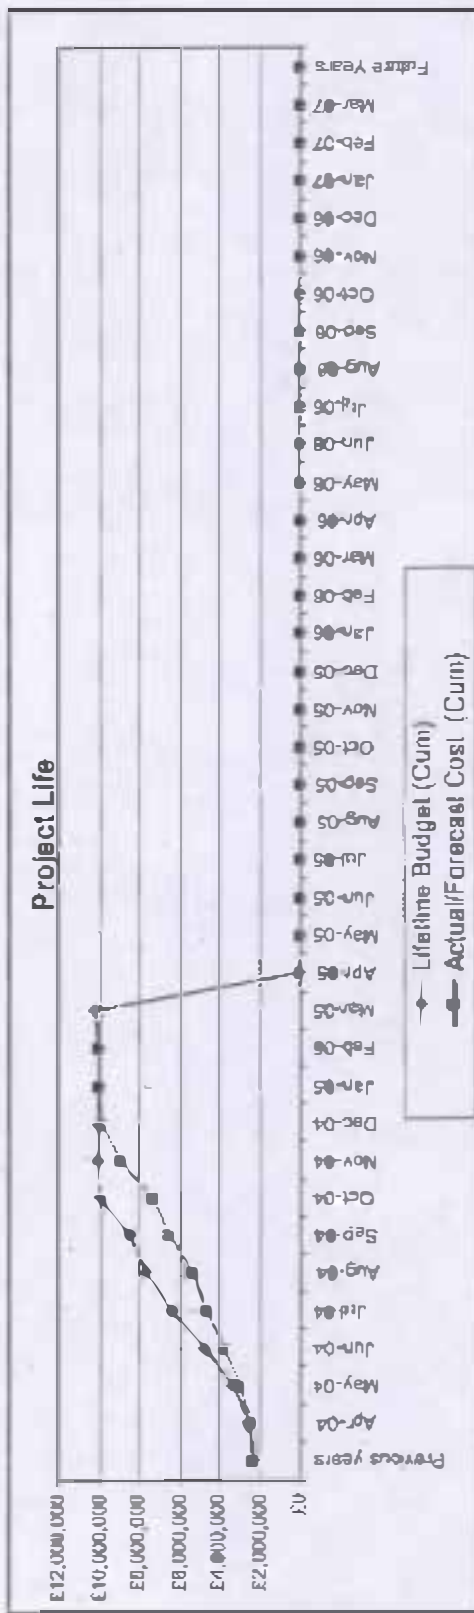 Project Life
£12,000,000
£10,000,000
£8,000,000
£6,000,000
£4,000,000
£2,000,000
£0
Previous years
Apr-04
May-04
Jun-04
Jul-04
Aug-04
Sep-04
Oct-04
Nov-04
Dec-04
Jan-05
Feb-05
Mar-05
Apr-05
May-05
Jun-05
Jul-05
Aug-05
Sep-05
Oct-05
Nov-05
Dec-05
Jan-06
Feb-06
Mar-06
Apr-06
May-06
Jun-06
Jul-06
Aug-06
Sep-06
Oct-06
Nov-06
Dec-06
Jan-07
Feb-07
Mar-07
Future Years
Lifetime Budget (Cum)
Actual/Forecast Cost (Cum)